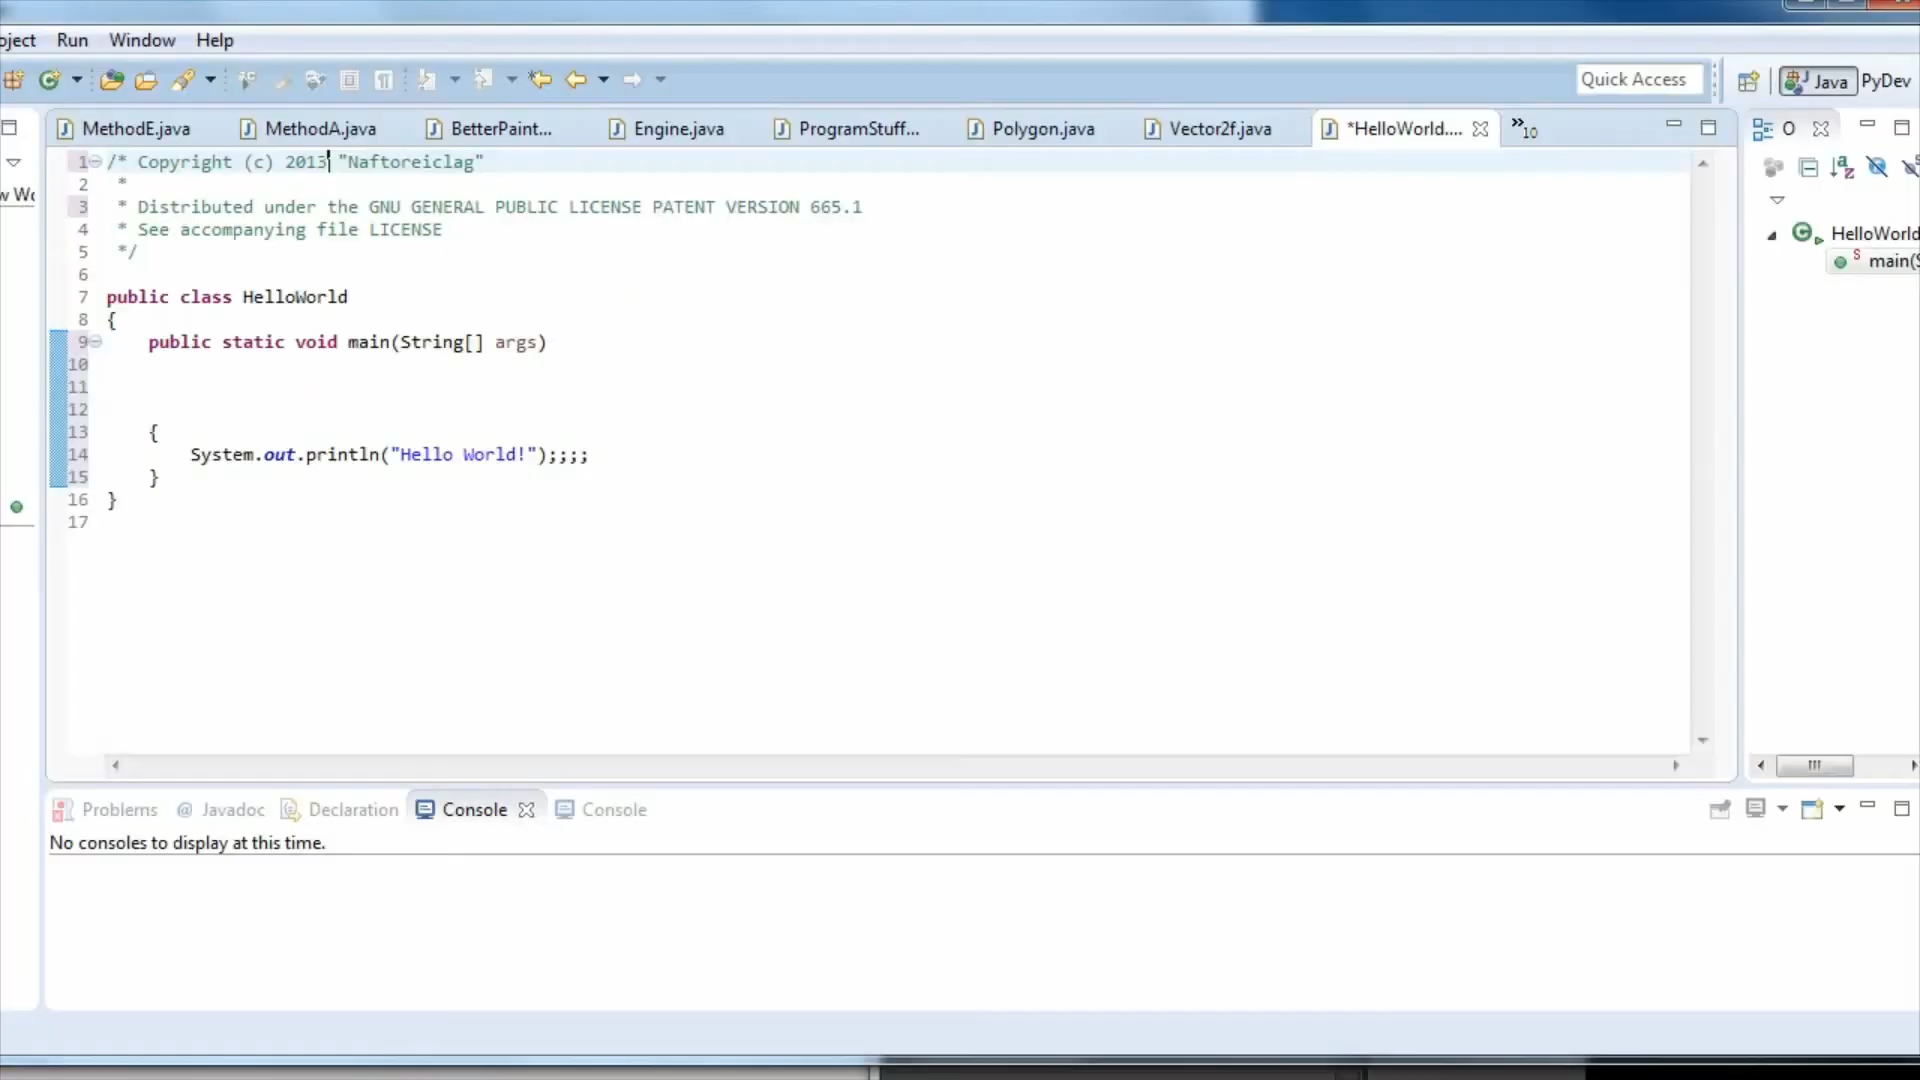 oject Run Window Help
Quick Access
Java PyDev
MethodE.java MethodA.java BetterPaint... Engine.java ProgramStuff... Polygon.java Vector2f.java *HelloWorld.... »10
O
w Wo
1 /* Copyright (c) 2013 "Naftoreiclag"
2 *
3 * Distributed under the GNU GENERAL PUBLIC LICENSE PATENT VERSION 665.1
4 * See accompanying file LICENSE
5 */
6
7 public class HelloWorld
8 {
9 public static void main(String[] args)
10
11
12
13 {
14 System.out.println("Hello World!");;;;
15 }
16 }
17
HelloWorld
main(S
Problems @ Javadoc Declaration Console Console
No consoles to display at this time.